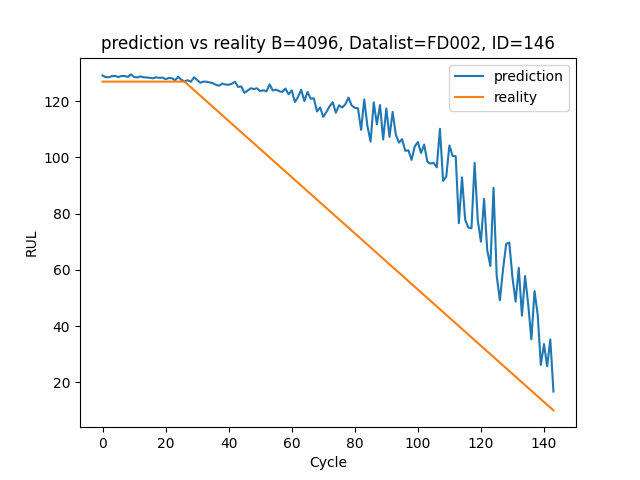 prediction vs reality B=4096, Datalist=FD002, ID=146
prediction
reality
RUL
120
100
80
60
40
20
0 20 40 60 80 100 120 140
Cycle